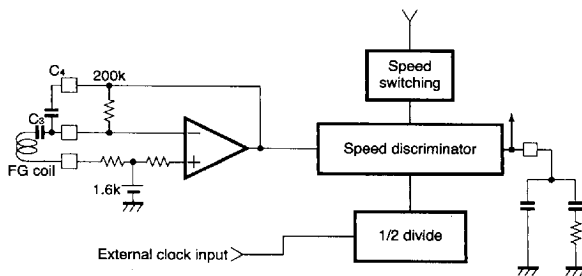 C4
200k
Speed
switching
C3
FG coil
1.6k
−
+
Speed discriminator
1/2 divide
External clock input